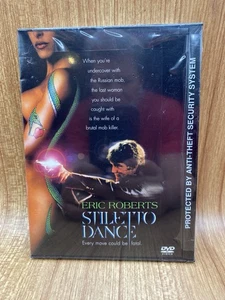 When you're
undercover with
the Russian mob,
the last woman
you should be
caught with
is the wife of a
brutal mob killer.
ERIC ROBERTS
STILETTO
DANCE
Every move could be fatal.
DVD
PROTECTED BY ANTI-THEFT SECURITY SYSTEM